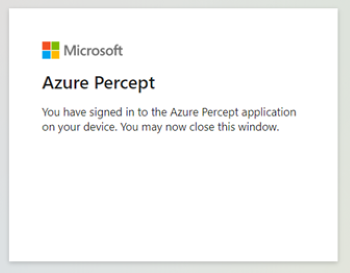 Microsoft
Azure Percept
You have signed in to the Azure Percept application
on your device. You may now close this window.